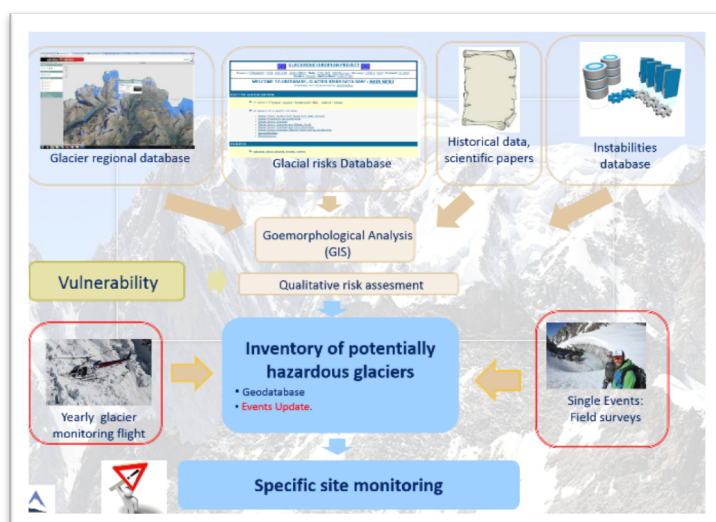 Glacier regional database
Glacial risks Database
Historical data,
scientific papers
Instabilities
database
Goemorphological Analysis
(GIS)
Vulnerability
Qualitative risk assesment
Inventory of potentially
hazardous glaciers
• Geodatabase
• Events Update.
Yearly glacier
monitoring flight
Single Events:
Field surveys
Specific site monitoring